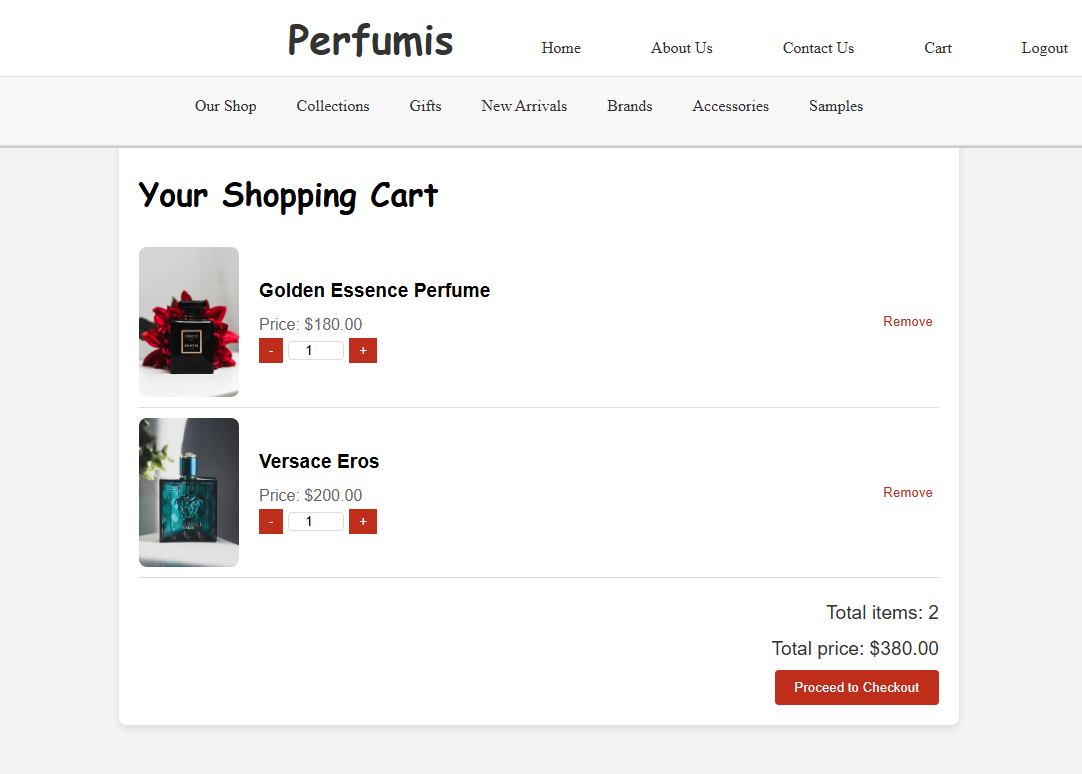 Perfumis
Home About Us Contact Us Cart Logout
Our Shop Collections Gifts New Arrivals Brands Accessories Samples
Your Shopping Cart
Golden Essence Perfume
Price: $180.00
Remove
- 1 +
Versace Eros
Price: $200.00
Remove
- 1 +
Total items: 2
Total price: $380.00
Proceed to Checkout